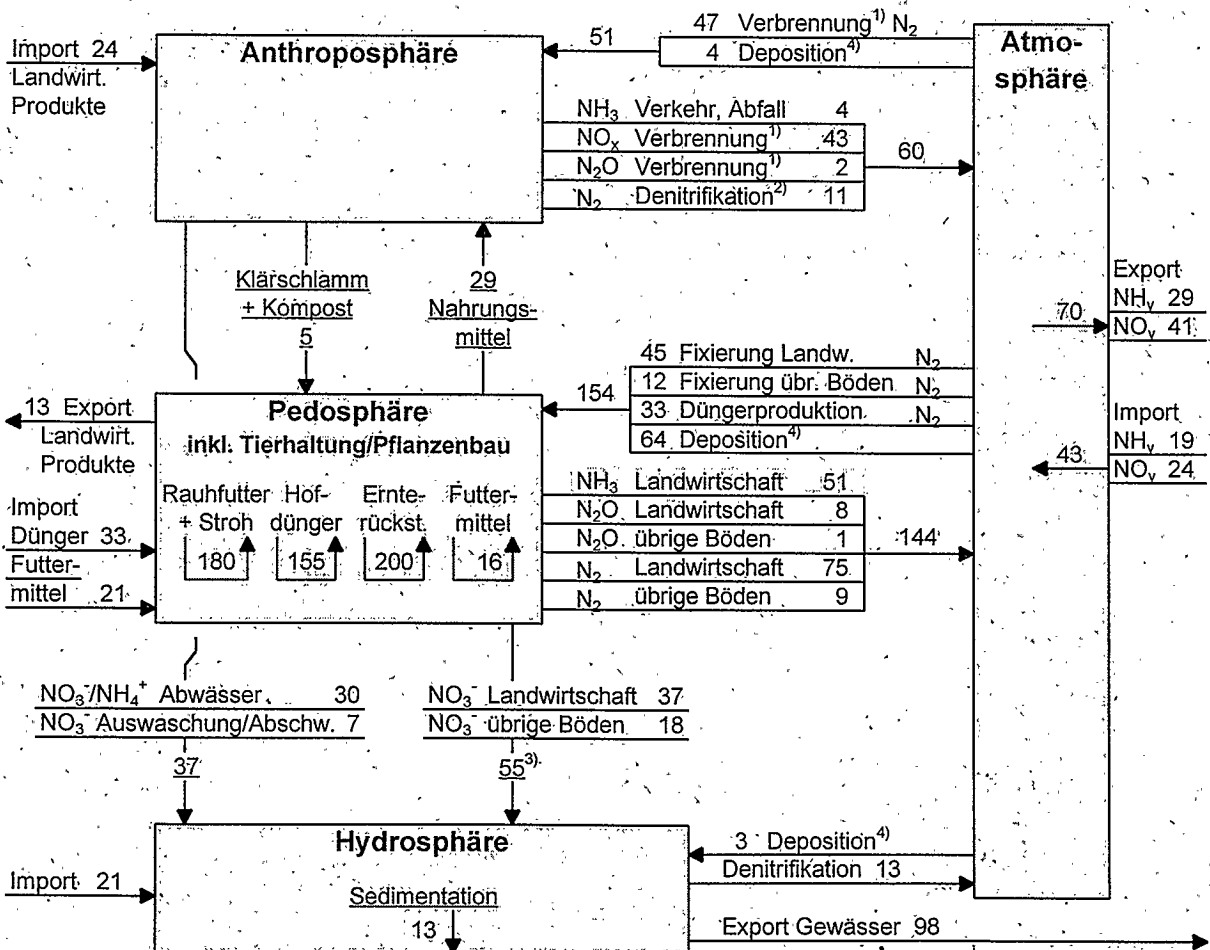 47 Verbrennung¹⁾ N₂
4 Deposition⁴⁾
51
Import 24
Landwirt.
Produkte
Anthroposphäre
Atmo-
sphäre
NH₃ Verkehr, Abfall 4
NOₓ Verbrennung¹⁾ 43
N₂O Verbrennung¹⁾ 2
N₂ Denitrifikation²⁾ 11
60
Klärschlamm
+ Kompost
5
29
Nahrungs-
mittel
Export
NHᵧ 29
NOᵧ 41
70
45 Fixierung Landw. N₂
12 Fixierung übr. Böden N₂
33 Düngerproduktion N₂
64 Deposition⁴⁾
154
Import
NHᵧ 19
NOᵧ 24
43
13 Export
Landwirt.
Produkte
Pedosphäre
inkl. Tierhaltung/Pflanzenbau
Rauhfutter
+ Stroh
180
Hof-
dünger
155
Ernte-
rückst.
200
Futter-
mittel
16
Import
Dünger 33
Futter-
mittel 21
NH₃ Landwirtschaft 51
N₂O Landwirtschaft 8
N₂O übrige Böden 1
N₂ Landwirtschaft 75
N₂ übrige Böden 9
144
NO₃⁻/NH₄⁺ Abwässer 30
NO₃⁻ Auswaschung/Abschw. 7
37
NO₃⁻ Landwirtschaft 37
NO₃⁻ übrige Böden 18
55³⁾
Hydrosphäre
3 Deposition⁴⁾
Denitrifikation 13
Import 21
Sedimentation
13
Export Gewässer 98